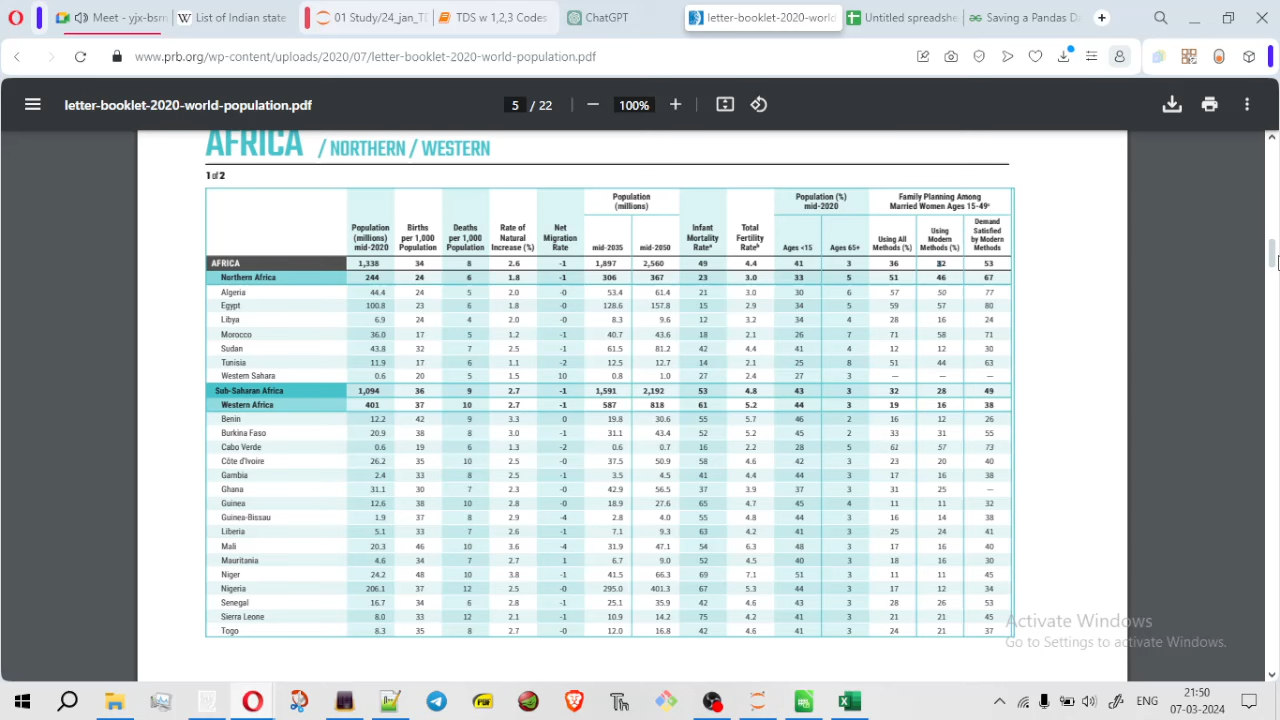 Meet - yjx-bsm
List of states and
01 Study/24_jan_TD
TDS w 1,2,3 Codes
ChatGPT
letter-booklet-2020-world
Untitled spreadshe
Saving a Pandas Da
www.prb.org/wp-content/uploads/2020/07/letter-booklet-2020-world-population.pdf
letter-booklet-2020-world-population.pdf
5 / 22
100%
AFRICA / NORTHERN / WESTERN
1 of 2
Population (millions) mid-2020 Births per 1,000 Population Deaths per 1,000 Population Rate of Natural Increase (%) Net Migration Rate Population (millions) mid-2035 mid-2050 Infant Mortality Rateᵃ Total Fertility Rateᵇ Population (%) mid-2020 Ages <15 Ages 65+ Family Planning Among Married Women Ages 15-49ᶜ Using All Methods (%) Using Modern Methods (%) Demand Satisfied by Modern Methods
AFRICA 1,338 34 8 2.6 -1 1,897 2,560 49 4.4 41 3 36 32 53
Northern Africa 244 24 6 1.8 -1 306 367 23 3.0 33 5 51 46 67
Algeria 44.4 24 5 2.0 -0 53.4 61.4 21 3.0 30 6 57 50 77
Egypt 100.8 23 6 1.8 -0 128.6 157.8 15 2.9 34 5 59 57 80
Libya 6.9 24 4 2.0 -0 8.3 9.6 12 3.2 34 4 28 16 24
Morocco 36.0 17 5 1.2 -1 40.7 43.6 18 2.1 26 7 71 58 71
Sudan 43.8 32 7 2.5 -1 61.5 81.2 42 4.4 41 4 12 12 30
Tunisia 11.9 17 6 1.1 -2 12.5 12.7 14 2.1 25 8 51 44 63
Western Sahara 0.6 20 5 1.5 10 0.8 1.0 27 2.4 27 3 — — —
Sub-Saharan Africa 1,094 36 9 2.7 -1 1,591 2,192 53 4.8 43 3 32 28 49
Western Africa 401 37 10 2.7 -1 587 818 61 5.2 44 3 19 16 38
Benin 12.2 42 9 3.3 0 19.8 30.6 55 5.7 46 2 16 12 26
Burkina Faso 20.9 38 8 3.0 -1 31.1 43.4 52 5.2 45 2 33 31 55
Cabo Verde 0.6 19 6 1.3 -2 0.6 0.7 16 2.2 28 5 61 57 73
Côte d'Ivoire 26.2 35 10 2.5 -0 37.5 50.9 58 4.6 42 3 23 20 40
Gambia 2.4 33 8 2.5 -1 3.5 4.5 41 4.4 44 3 17 16 38
Ghana 31.1 30 7 2.3 -0 42.9 56.5 37 3.9 37 3 31 25 —
Guinea 12.6 38 10 2.8 -0 18.9 27.6 65 4.7 45 4 11 11 32
Guinea-Bissau 1.9 37 8 2.9 -4 2.8 4.0 55 4.8 44 3 16 14 38
Liberia 5.1 33 7 2.6 -1 7.1 9.3 63 4.2 41 3 25 24 41
Mali 20.3 46 10 3.6 -4 31.9 47.1 54 6.3 48 3 17 16 40
Mauritania 4.6 34 7 2.7 1 6.7 9.0 52 4.5 40 3 18 16 30
Niger 24.2 48 10 3.8 -1 41.5 66.3 69 7.1 51 3 11 11 45
Nigeria 206.1 37 12 2.5 -0 295.0 401.3 67 5.3 44 3 17 12 34
Senegal 16.7 34 6 2.8 -1 25.1 35.9 42 4.6 43 3 28 26 53
Sierra Leone 8.0 33 12 2.1 -1 10.9 14.2 75 4.2 41 3 21 21 45
Togo 8.3 35 8 2.7 -0 12.0 16.8 42 4.6 41 3 24 21 37
Activate Windows
Go to Settings to activate Windows.
ENG
21:50
07-03-2024